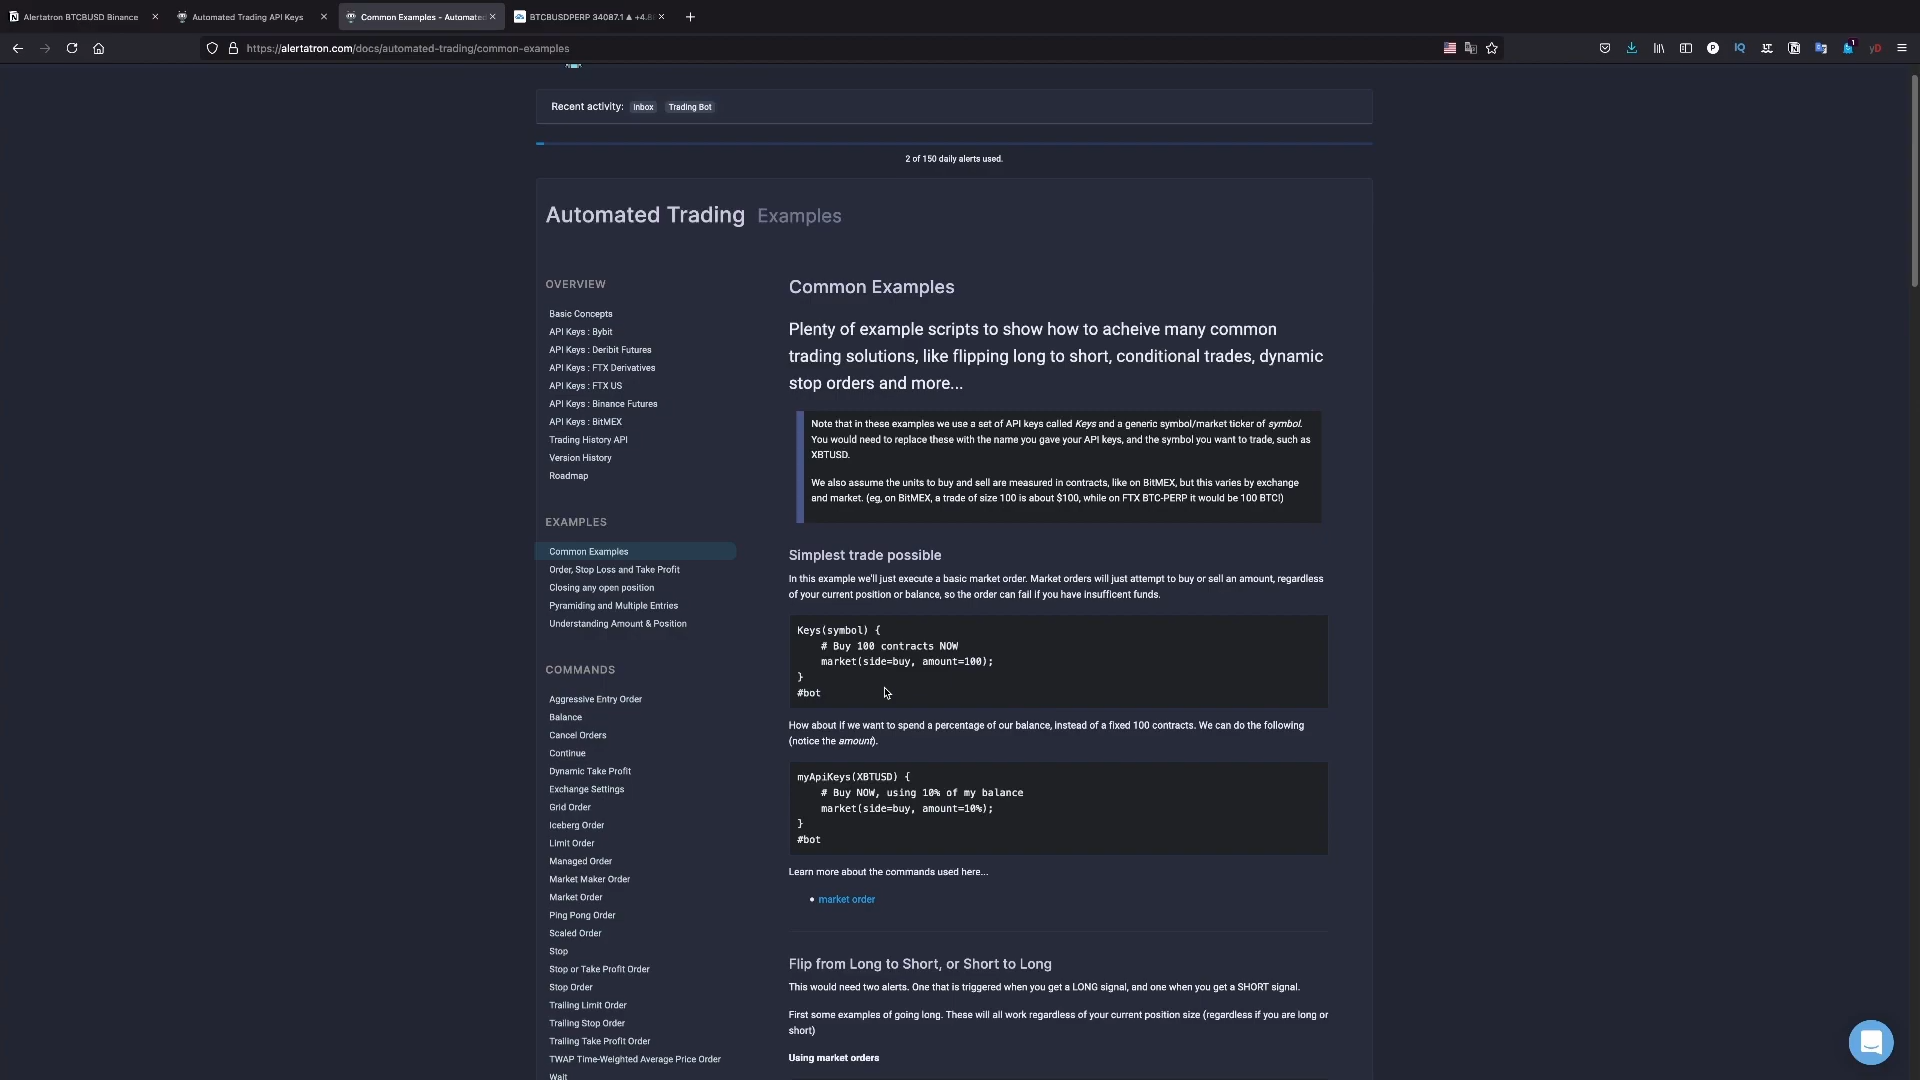 Alertatron BTCBUSD Binance
Automated Trading API Keys
Common Examples - Automated
BTCBUSDPERP 34087.1 ▲ +4.8
https://alertatron.com/docs/automated-trading/common-examples
Recent activity: Inbox Trading Bot
2 of 150 daily alerts used.
Automated Trading Examples
OVERVIEW
Basic Concepts
API Keys : Bybit
API Keys : Deribit Futures
API Keys : FTX Derivatives
API Keys : FTX US
API Keys : Binance Futures
API Keys : BitMEX
Trading History API
Version History
Roadmap
EXAMPLES
Common Examples
Order, Stop Loss and Take Profit
Closing any open position
Pyramiding and Multiple Entries
Understanding Amount & Position
COMMANDS
Aggressive Entry Order
Balance
Cancel Orders
Continue
Dynamic Take Profit
Exchange Settings
Grid Order
Iceberg Order
Limit Order
Managed Order
Market Maker Order
Market Order
Ping Pong Order
Scaled Order
Stop
Stop or Take Profit Order
Stop Order
Trailing Limit Order
Trailing Stop Order
Trailing Take Profit Order
TWAP Time-Weighted Average Price Order
Wait
Common Examples
Plenty of example scripts to show how to acheive many common
trading solutions, like flipping long to short, conditional trades, dynamic
stop orders and more...
Note that in these examples we use a set of API keys called Keys and a generic symbol/market ticker of symbol.
You would need to replace these with the name you gave your API keys, and the symbol you want to trade, such as
XBTUSD.
We also assume the units to buy and sell are measured in contracts, like on BitMEX, but this varies by exchange
and market. (eg, on BitMEX, a trade of size 100 is about $100, while on FTX BTC-PERP it would be 100 BTC!)
Simplest trade possible
In this example we'll just execute a basic market order. Market orders will just attempt to buy or sell an amount, regardless
of your current position or balance, so the order can fail if you have insufficent funds.
Keys(symbol) {
# Buy 100 contracts NOW
market(side=buy, amount=100);
}
#bot
How about if we want to spend a percentage of our balance, instead of a fixed 100 contracts. We can do the following
(notice the amount).
myApiKeys(XBTUSD) {
# Buy NOW, using 10% of my balance
market(side=buy, amount=10%);
}
#bot
Learn more about the commands used here...
• market order
Flip from Long to Short, or Short to Long
This would need two alerts. One that is triggered when you get a LONG signal, and one when you get a SHORT signal.
First some examples of going long. These will all work regardless of your current position size (regardless if you are long or
short)
Using market orders